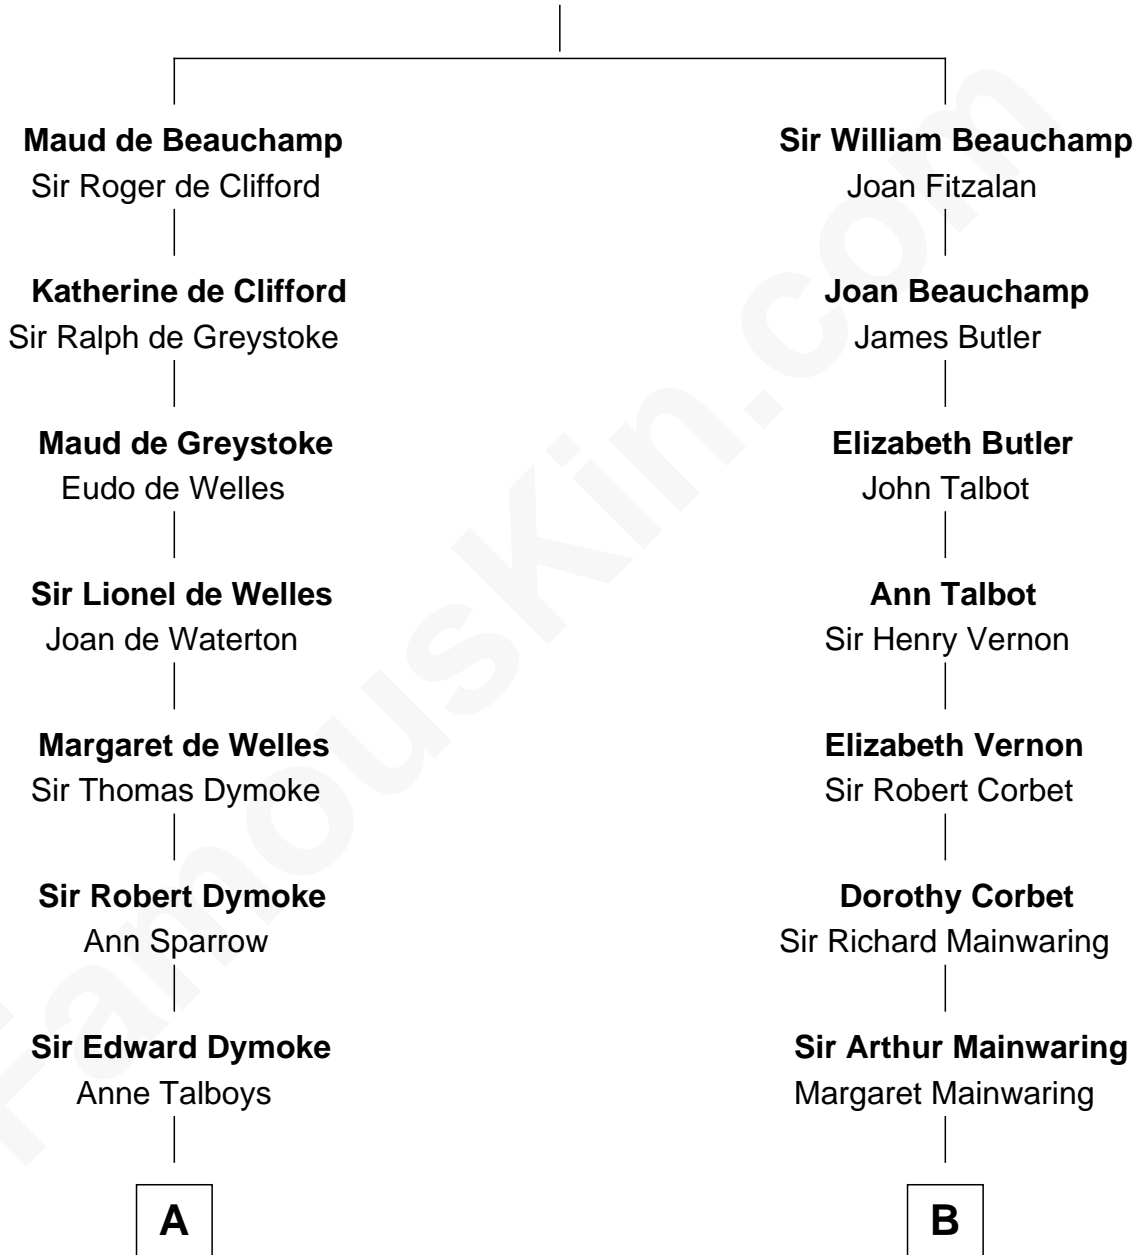 Maud de Beauchamp
Sir Roger de Clifford
Katherine de Clifford
Sir Ralph de Greystoke
Maud de Greystoke
Eudo de Welles
Sir Lionel de Welles
Joan de Waterton
Margaret de Welles
Sir Thomas Dymoke
Sir Robert Dymoke
Ann Sparrow
Sir Edward Dymoke
Anne Talboys
A
Sir William Beauchamp
Joan Fitzalan
Joan Beauchamp
James Butler
Elizabeth Butler
John Talbot
Ann Talbot
Sir Henry Vernon
Elizabeth Vernon
Sir Robert Corbet
Dorothy Corbet
Sir Richard Mainwaring
Sir Arthur Mainwaring
Margaret Mainwaring
B
FamousKin.com